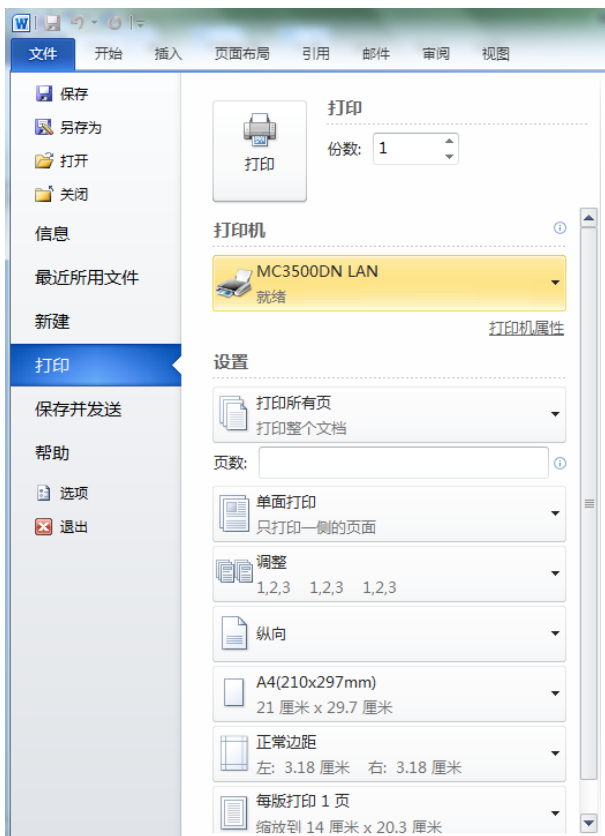 文件 开始 插入 页面布局 引用 邮件 审阅 视图
保存
另存为
打开
关闭
信息
最近所用文件
新建
打印
保存并发送
帮助
选项
退出
打印
打印
份数: 1
打印机
MC3500DN LAN
就绪
打印机属性
设置
打印所有页
打印整个文档
页数:
单面打印
只打印一侧的页面
调整
1,2,3 1,2,3 1,2,3
纵向
A4(210x297mm)
21 厘米 x 29.7 厘米
正常边距
左: 3.18 厘米 右: 3.18 厘米
每版打印 1 页
缩放到 14 厘米 x 20.3 厘米